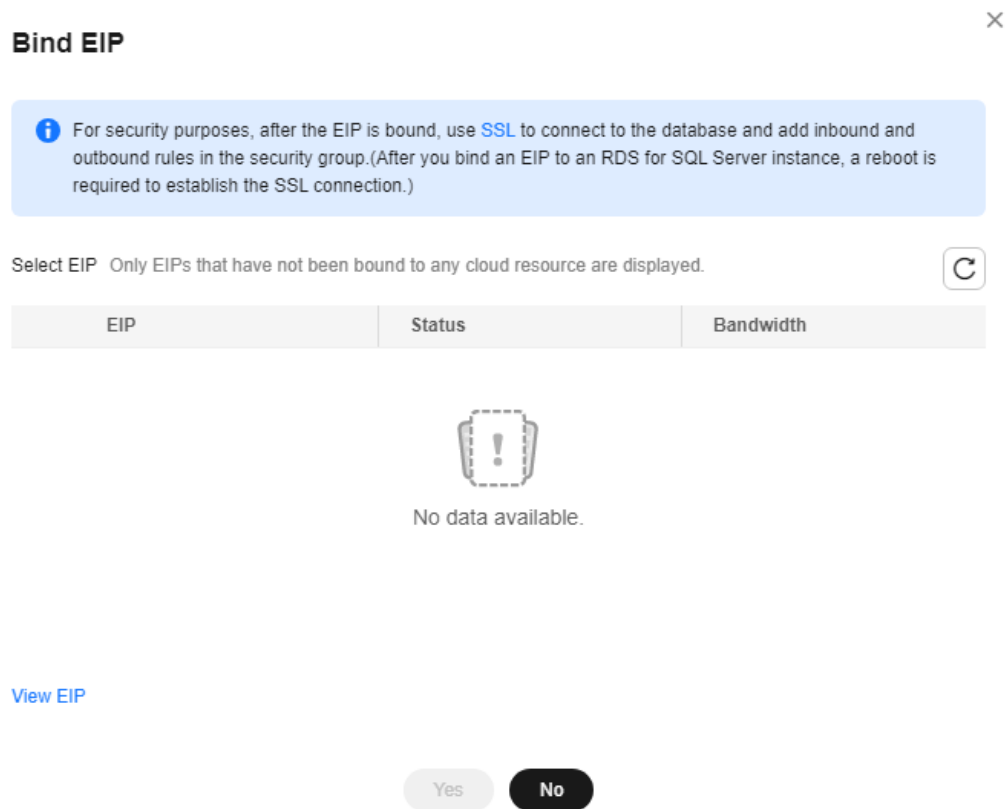 Bind EIP
For security purposes, after the EIP is bound, use SSL to connect to the database and add inbound and
outbound rules in the security group.(After you bind an EIP to an RDS for SQL Server instance, a reboot is
required to establish the SSL connection.)
Select EIP Only EIPs that have not been bound to any cloud resource are displayed.
EIP Status Bandwidth
No data available.
View EIP
Yes No